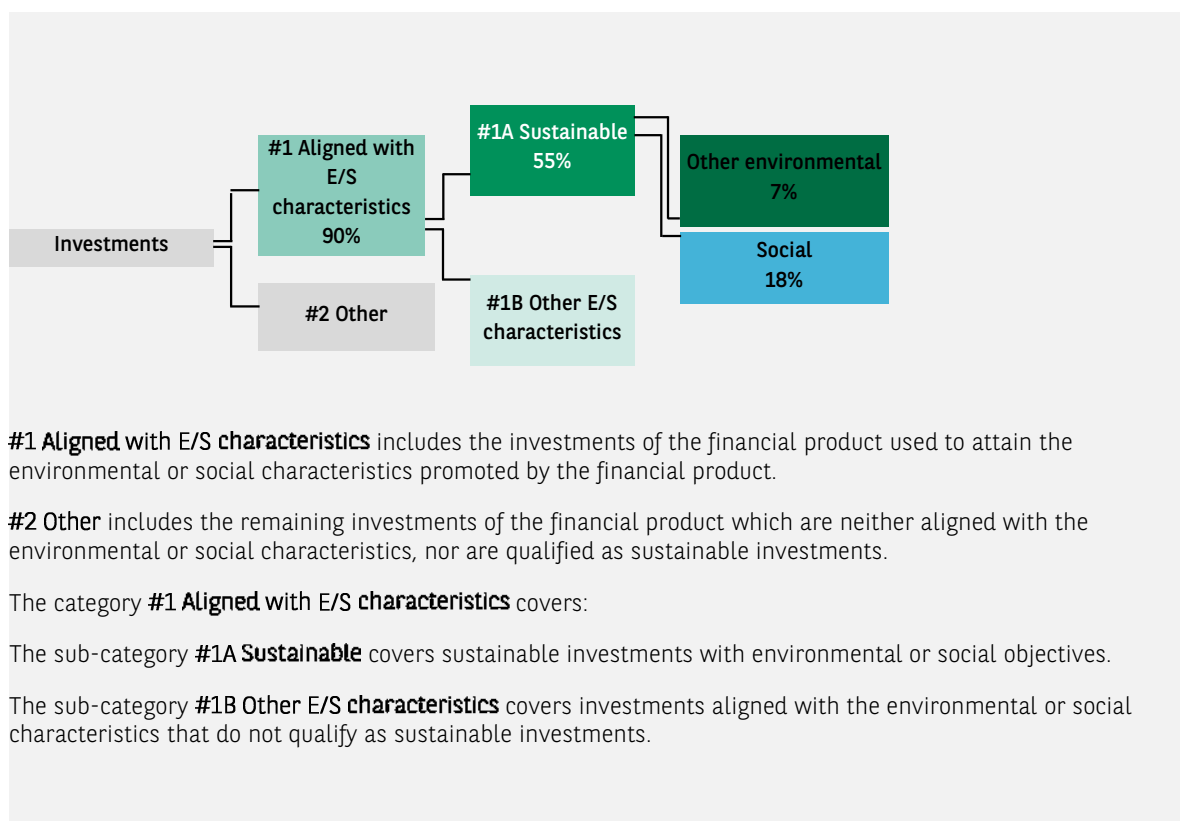 #1A Sustainable
55%
#1 Aligned with
E/S
characteristics
90%
Other environmental
7%
Investments
Social
18%
#2 Other
#1B Other E/S
characteristics
#1 Aligned with E/S characteristics includes the investments of the financial product used to attain the
environmental or social characteristics promoted by the financial product.
#2 Other includes the remaining investments of the financial product which are neither aligned with the
environmental or social characteristics, nor are qualified as sustainable investments.
The category #1 Aligned with E/S characteristics covers:
The sub-category #1A Sustainable covers sustainable investments with environmental or social objectives.
The sub-category #1B Other E/S characteristics covers investments aligned with the environmental or social
characteristics that do not qualify as sustainable investments.